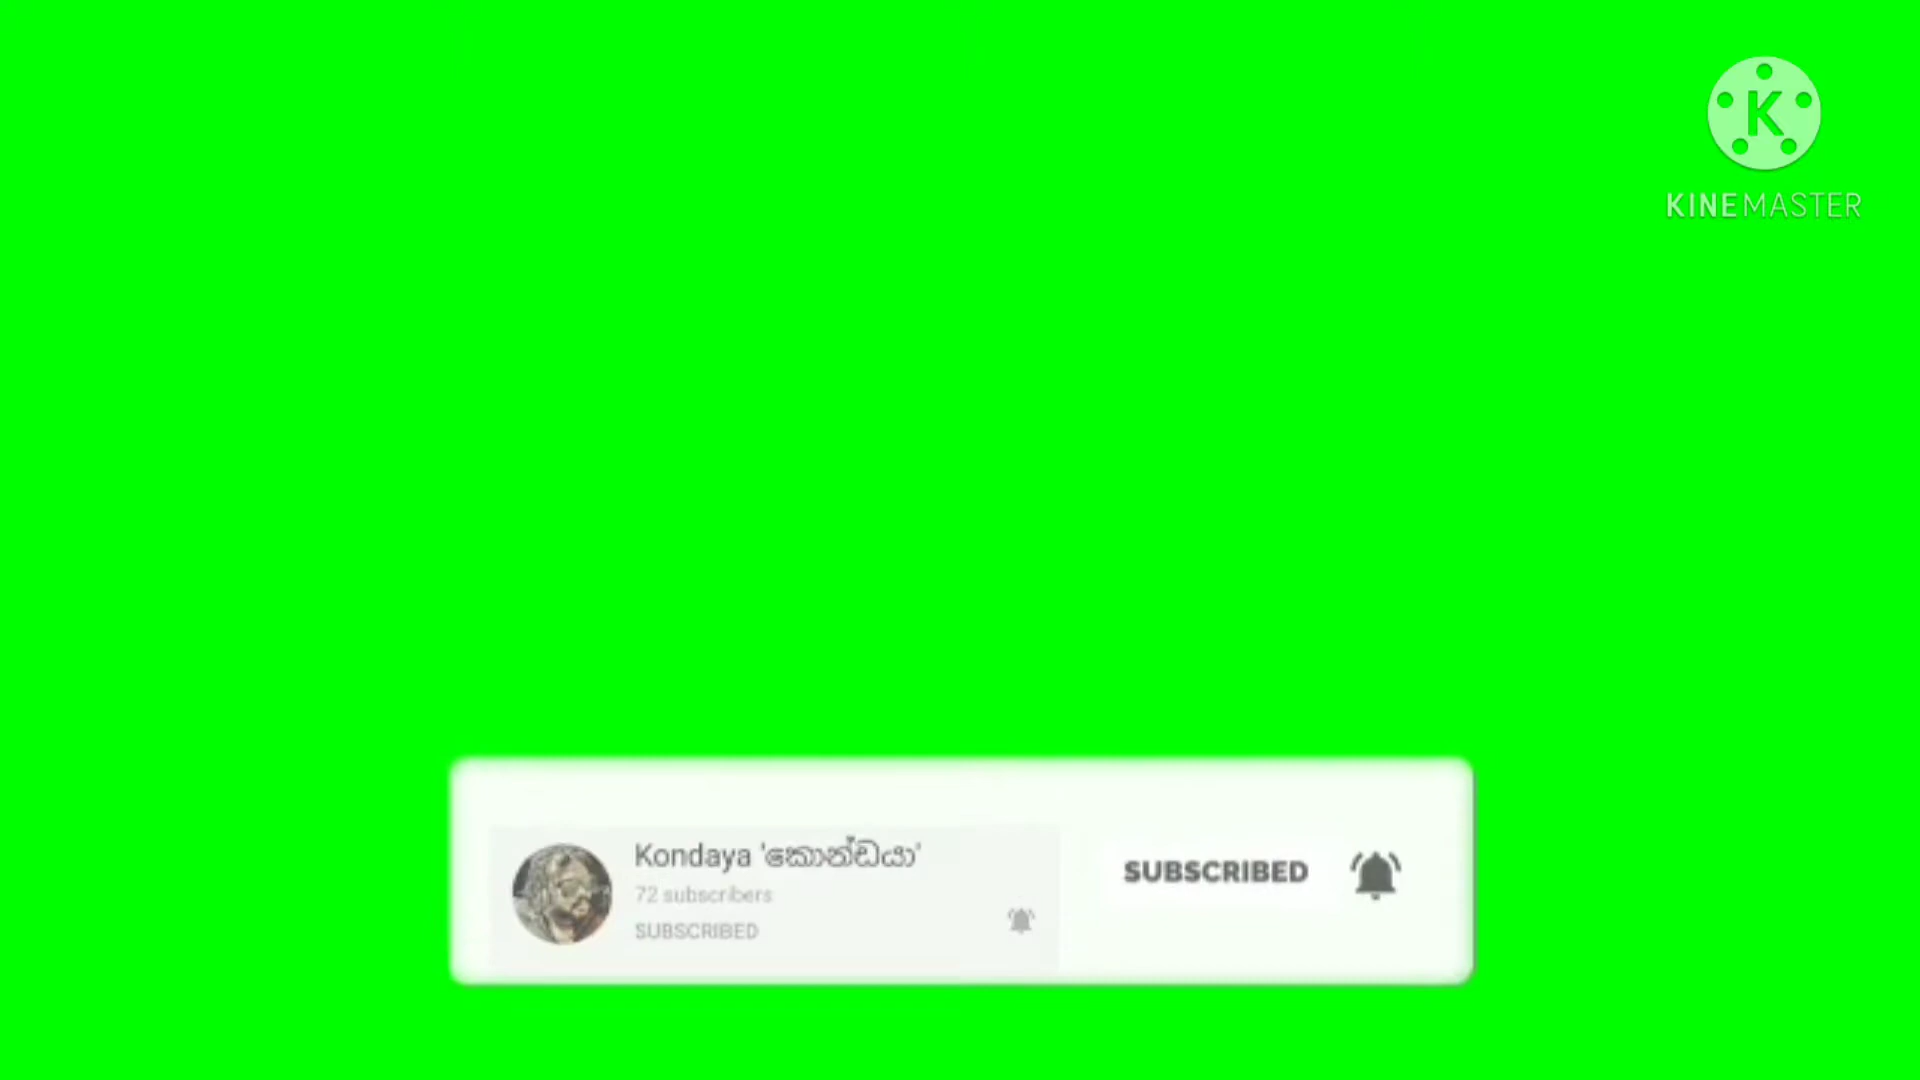 K
KINEMASTER
Kondaya 'කොන්ඩයා'
72 subscribers
SUBSCRIBED
SUBSCRIBED